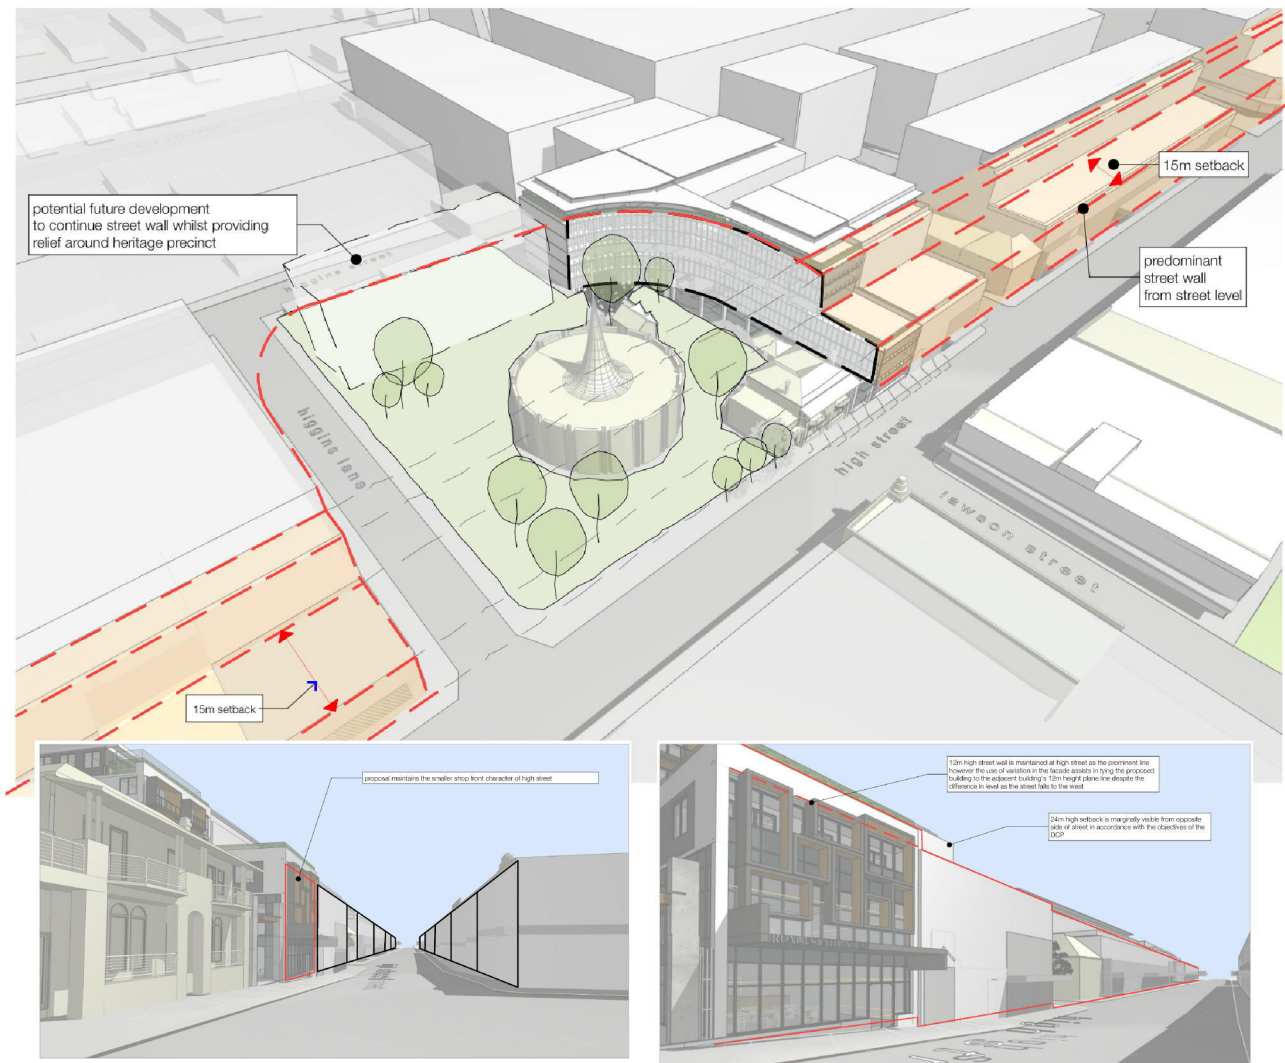 15m setback
potential future development
to continue street wall whilst providing
relief around heritage precinct
predominant
street wall
from street level
higgins street
higgins lane
high street
lawson street
15m setback
proposal maintains the smaller shop front character of high street
12m high street wall is maintained at high street as the prominent line
however the use of variation in the facade assists in tying the proposed
building to the adjacent building's 12m height plane line despite the
difference in level as the street falls to the west
24m high setback is marginally visible from opposite
side of street in accordance with the objectives of the
DCP